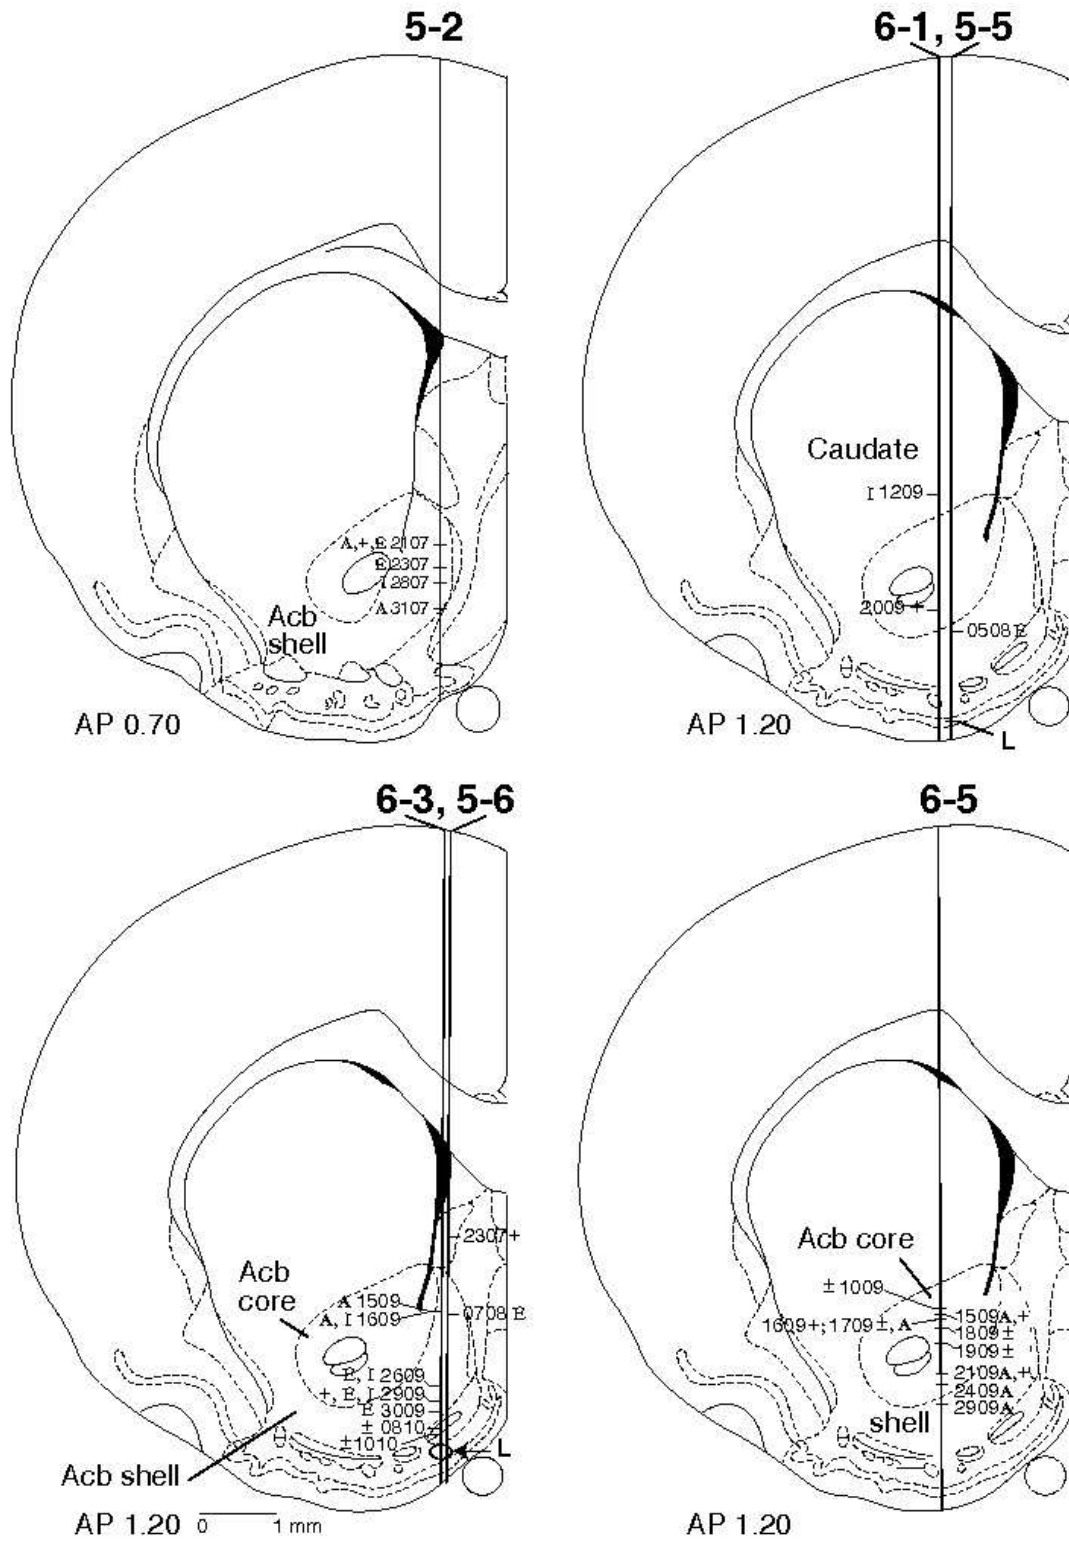 5-2
A,+,E 2107
E 2307
I 2807
A 3107
Acb
shell
AP 0.70
6-1, 5-5
Caudate
I 1209
2009 +
0508 E
AP 1.20
L
6-3, 5-6
2307+
Acb
core
A 1509
A, I 1609
0708 E
E, I 2609
+, E, I 2909
E 3009
± 0810
±1010
L
Acb shell
AP 1.20
0 1 mm
6-5
Acb core
± 1009
1509A,+
1609+;1709±,A
1809±
1909±
2109A,+
2409A
2909A
shell
AP 1.20